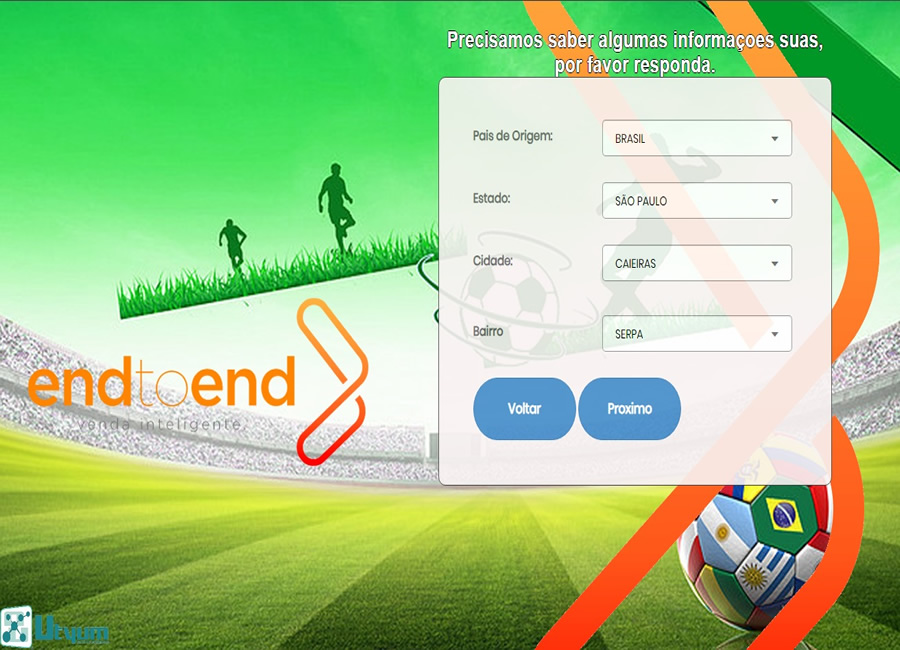 Precisamos saber algumas informaçoes suas,
por favor responda.
Pais de Origem:
BRASIL
Estado:
SÃO PAULO
Cidade:
CAIEIRAS
Bairro
SERPA
Voltar
Proximo
endtoend
venda inteligente
Utyum